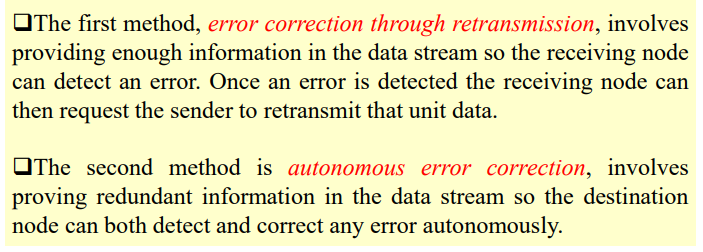 ❑The first method, error correction through retransmission, involves
providing enough information in the data stream so the receiving node
can detect an error. Once an error is detected the receiving node can
then request the sender to retransmit that unit data.
❑The second method is autonomous error correction, involves
proving redundant information in the data stream so the destination
node can both detect and correct any error autonomously.